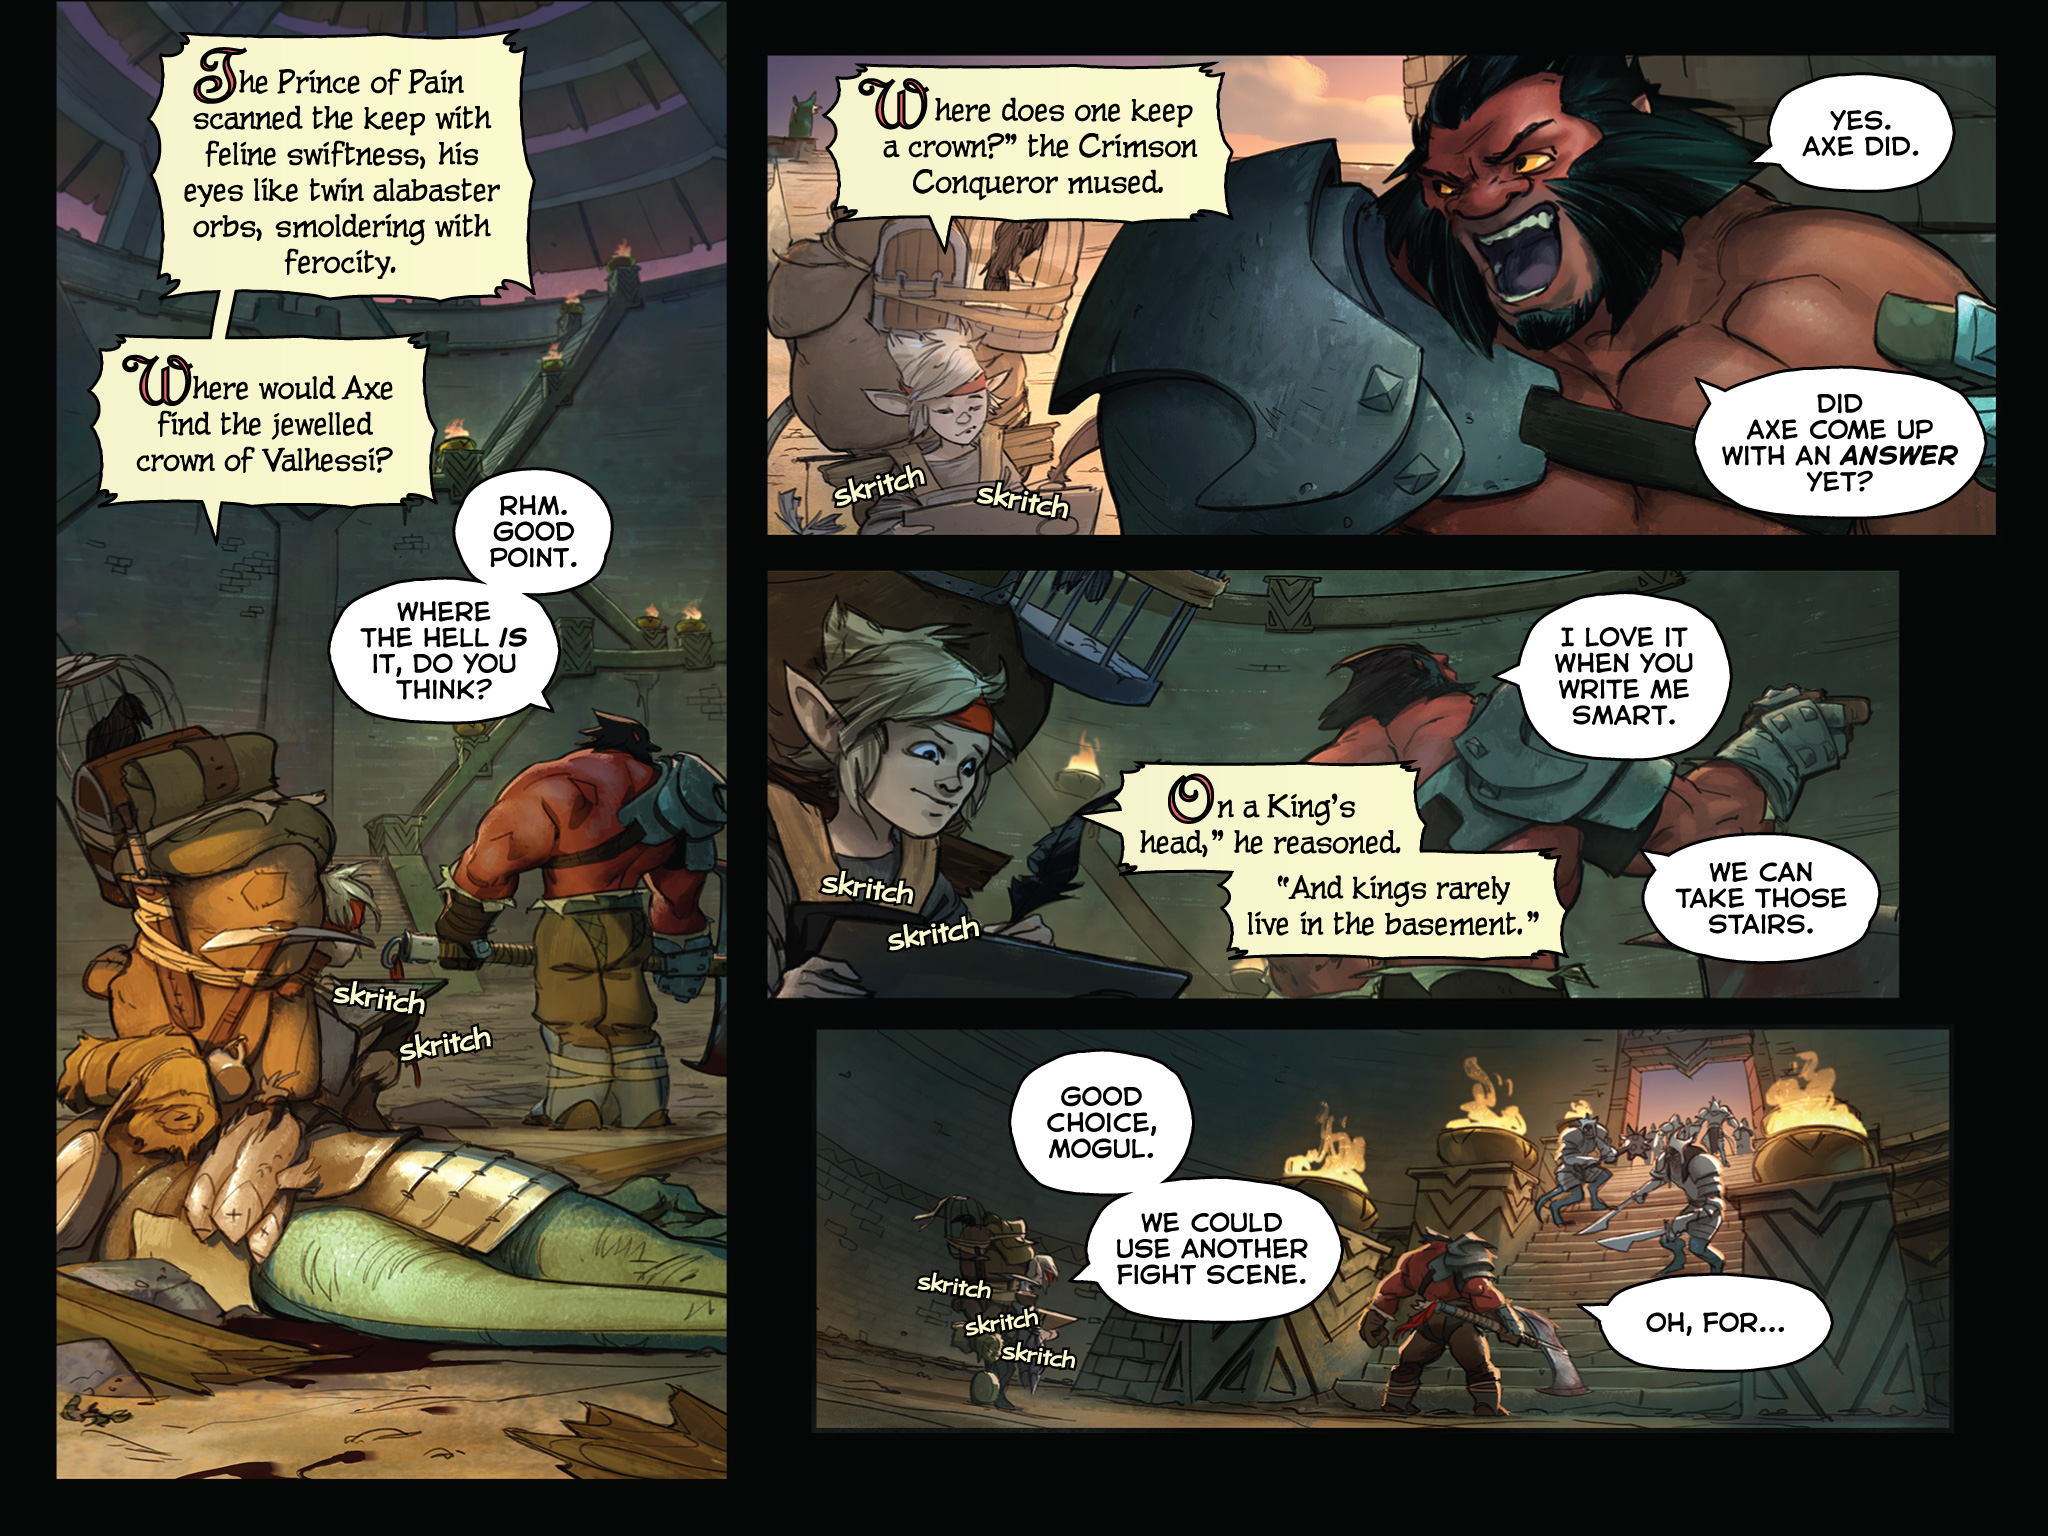 The Prince of Pain
scanned the keep with
feline swiftness, his
eyes like twin alabaster
orbs, smoldering with
ferocity.
Where would Axe
find the jewelled
crown of Valhessi?
RHM.
GOOD
POINT.
WHERE
THE HELL IS
IT, DO YOU
THINK?
skritch
skritch
Where does one keep
a crown?” the Crimson
Conqueror mused.
YES.
AXE DID.
DID
AXE COME UP
WITH AN ANSWER
YET?
skritch
skritch
I LOVE IT
WHEN YOU
WRITE ME
SMART.
On a King's
head,” he reasoned.
“And kings rarely
live in the basement.”
skritch
skritch
WE CAN
TAKE THOSE
STAIRS.
GOOD
CHOICE,
MOGUL.
WE COULD
USE ANOTHER
FIGHT SCENE.
skritch
skritch
skritch
OH, FOR...